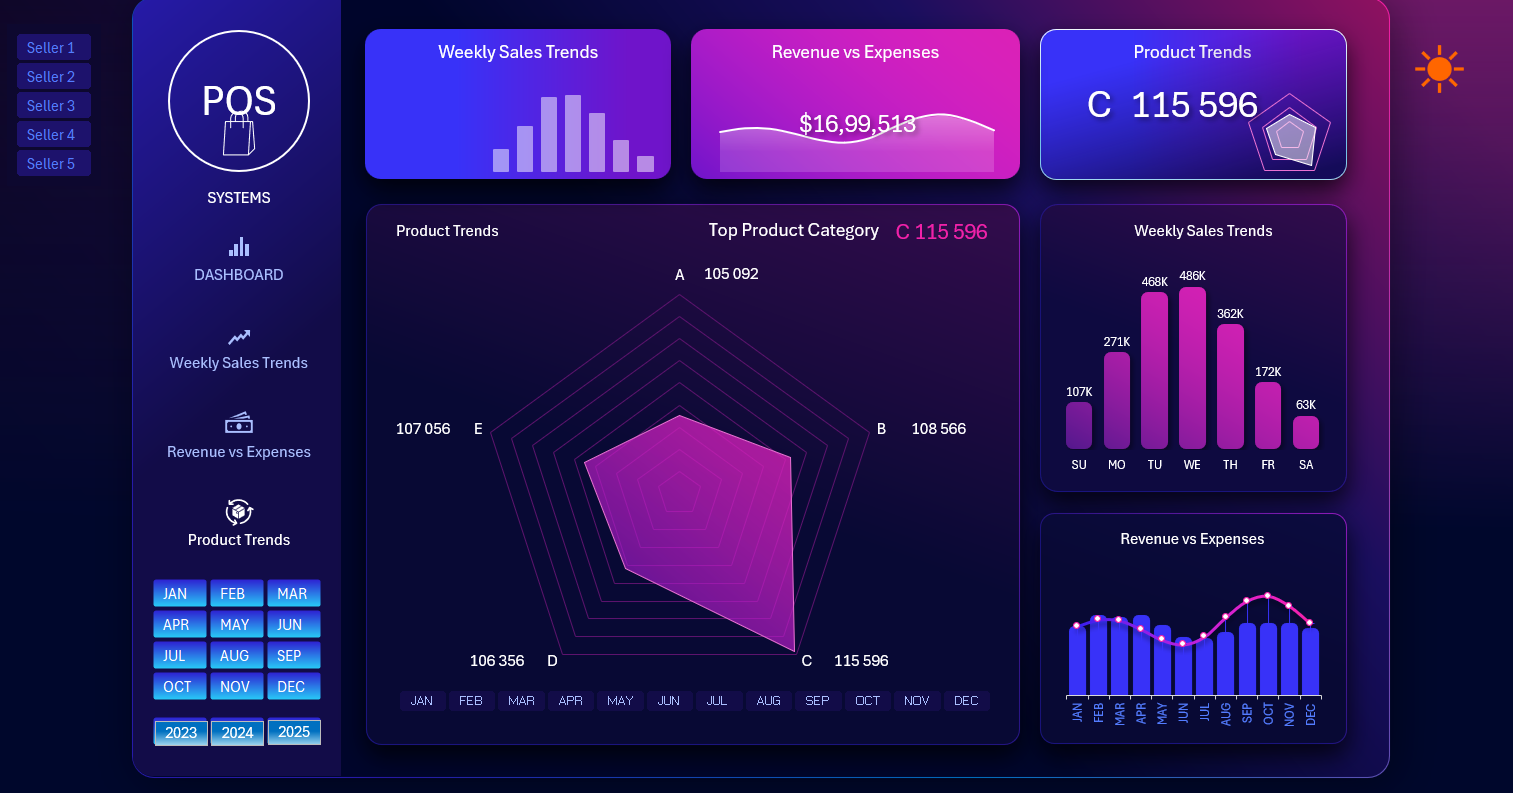 Seller 1
Seller 2
Seller 3
Seller 4
Seller 5
POS
SYSTEMS
DASHBOARD
Weekly Sales Trends
Revenue vs Expenses
Product Trends
JAN FEB MAR
APR MAY JUN
JUL AUG SEP
OCT NOV DEC
2023 2024 2025
Weekly Sales Trends
Revenue vs Expenses
$16,99,513
Product Trends
C 115 596
Product Trends
Top Product Category C 115 596
A 105 092
107 056 E
B 108 566
106 356 D
C 115 596
JAN FEB MAR APR MAY JUN JUL AUG SEP OCT NOV DEC
Weekly Sales Trends
107K 271K 468K 486K 362K 172K 63K
SU MO TU WE TH FR SA
Revenue vs Expenses
JAN FEB MAR APR MAY JUN JUL AUG SEP OCT NOV DEC